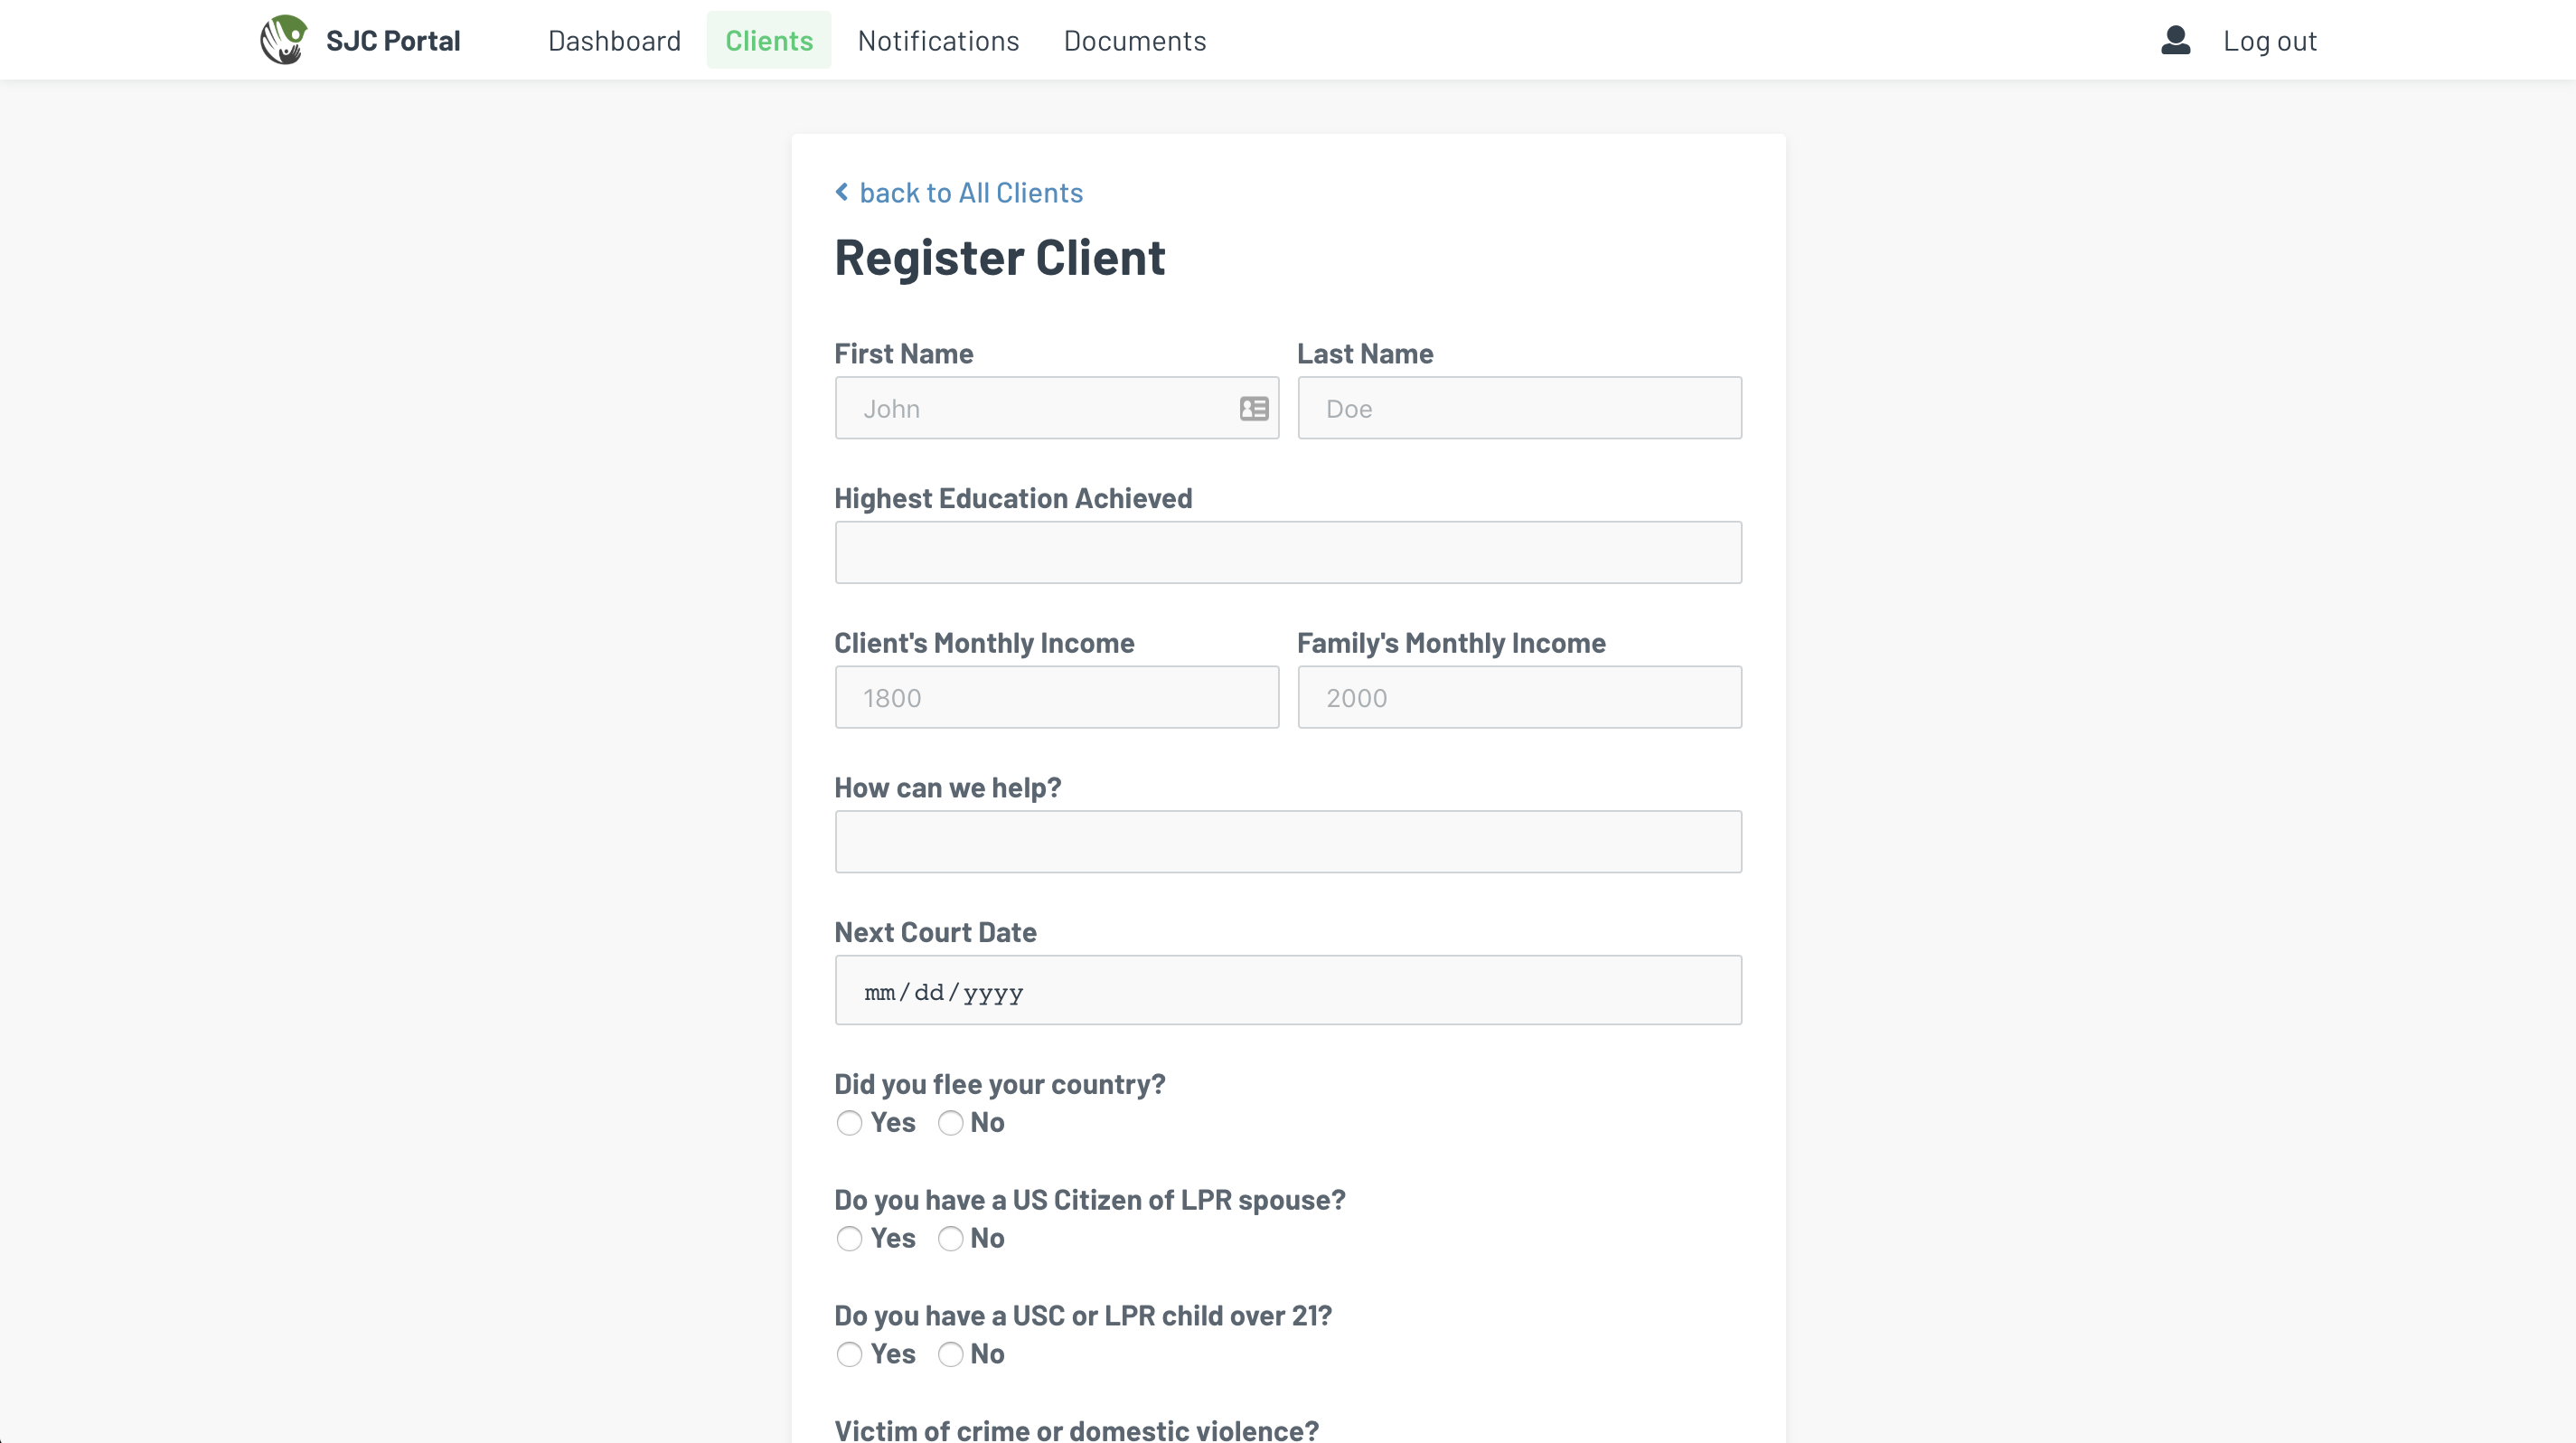 SJC Portal Dashboard Clients Notifications Documents Log out
back to All Clients
Register Client
First Name Last Name
John Doe
Highest Education Achieved
Client's Monthly Income Family's Monthly Income
1800 2000
How can we help?
Next Court Date
mm/dd/yyyy
Did you flee your country?
Yes No
Do you have a US Citizen of LPR spouse?
Yes No
Do you have a USC or LPR child over 21?
Yes No
Victim of crime or domestic violence?